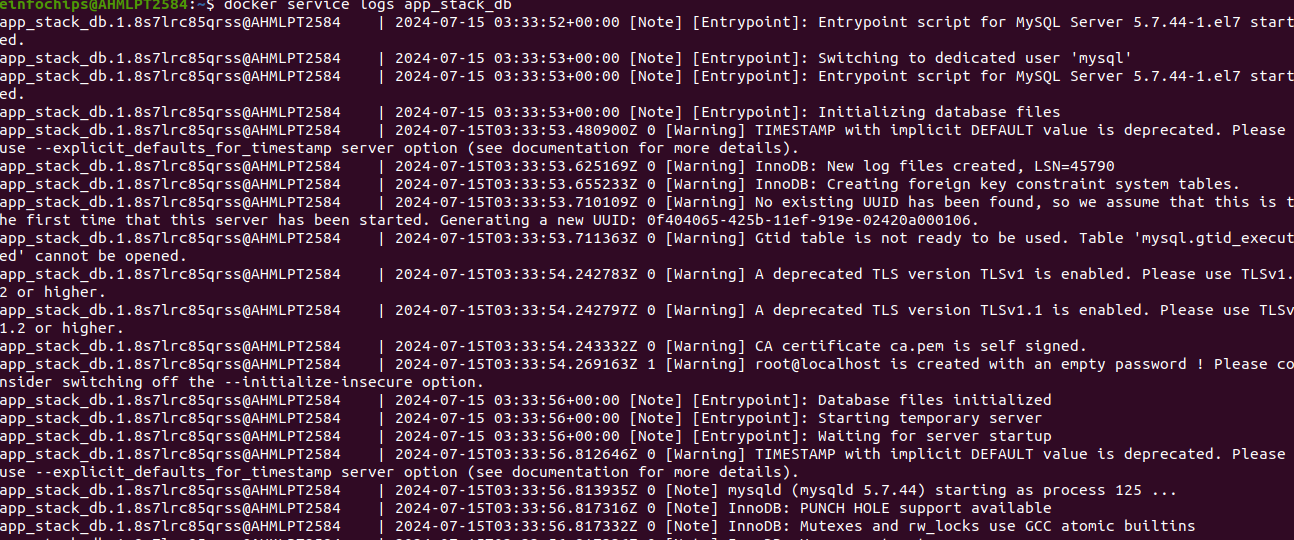 einfochips@AHMLPT2584:~$ docker service logs app_stack_db
app_stack_db.1.8s7lrc85qrss@AHMLPT2584    | 2024-07-15 03:33:52+00:00 [Note] [Entrypoint]: Entrypoint script for MySQL Server 5.7.44-1.el7 start
ed.
app_stack_db.1.8s7lrc85qrss@AHMLPT2584    | 2024-07-15 03:33:53+00:00 [Note] [Entrypoint]: Switching to dedicated user 'mysql'
app_stack_db.1.8s7lrc85qrss@AHMLPT2584    | 2024-07-15 03:33:53+00:00 [Note] [Entrypoint]: Entrypoint script for MySQL Server 5.7.44-1.el7 start
ed.
app_stack_db.1.8s7lrc85qrss@AHMLPT2584    | 2024-07-15 03:33:53+00:00 [Note] [Entrypoint]: Initializing database files
app_stack_db.1.8s7lrc85qrss@AHMLPT2584    | 2024-07-15T03:33:53.480900Z 0 [Warning] TIMESTAMP with implicit DEFAULT value is deprecated. Please
use --explicit_defaults_for_timestamp server option (see documentation for more details).
app_stack_db.1.8s7lrc85qrss@AHMLPT2584    | 2024-07-15T03:33:53.625169Z 0 [Warning] InnoDB: New log files created, LSN=45790
app_stack_db.1.8s7lrc85qrss@AHMLPT2584    | 2024-07-15T03:33:53.655233Z 0 [Warning] InnoDB: Creating foreign key constraint system tables.
app_stack_db.1.8s7lrc85qrss@AHMLPT2584    | 2024-07-15T03:33:53.710109Z 0 [Warning] No existing UUID has been found, so we assume that this is t
he first time that this server has been started. Generating a new UUID: 0f404065-425b-11ef-919e-02420a000106.
app_stack_db.1.8s7lrc85qrss@AHMLPT2584    | 2024-07-15T03:33:53.711363Z 0 [Warning] Gtid table is not ready to be used. Table 'mysql.gtid_execut
ed' cannot be opened.
app_stack_db.1.8s7lrc85qrss@AHMLPT2584    | 2024-07-15T03:33:54.242783Z 0 [Warning] A deprecated TLS version TLSv1 is enabled. Please use TLSv1.
2 or higher.
app_stack_db.1.8s7lrc85qrss@AHMLPT2584    | 2024-07-15T03:33:54.242797Z 0 [Warning] A deprecated TLS version TLSv1.1 is enabled. Please use TLSv
1.2 or higher.
app_stack_db.1.8s7lrc85qrss@AHMLPT2584    | 2024-07-15T03:33:54.243332Z 0 [Warning] CA certificate ca.pem is self signed.
app_stack_db.1.8s7lrc85qrss@AHMLPT2584    | 2024-07-15T03:33:54.269163Z 1 [Warning] root@localhost is created with an empty password ! Please co
nsider switching off the --initialize-insecure option.
app_stack_db.1.8s7lrc85qrss@AHMLPT2584    | 2024-07-15 03:33:56+00:00 [Note] [Entrypoint]: Database files initialized
app_stack_db.1.8s7lrc85qrss@AHMLPT2584    | 2024-07-15 03:33:56+00:00 [Note] [Entrypoint]: Starting temporary server
app_stack_db.1.8s7lrc85qrss@AHMLPT2584    | 2024-07-15 03:33:56+00:00 [Note] [Entrypoint]: Waiting for server startup
app_stack_db.1.8s7lrc85qrss@AHMLPT2584    | 2024-07-15T03:33:56.812646Z 0 [Warning] TIMESTAMP with implicit DEFAULT value is deprecated. Please
use --explicit_defaults_for_timestamp server option (see documentation for more details).
app_stack_db.1.8s7lrc85qrss@AHMLPT2584    | 2024-07-15T03:33:56.813935Z 0 [Note] mysqld (mysqld 5.7.44) starting as process 125 ...
app_stack_db.1.8s7lrc85qrss@AHMLPT2584    | 2024-07-15T03:33:56.817316Z 0 [Note] InnoDB: PUNCH HOLE support available
app_stack_db.1.8s7lrc85qrss@AHMLPT2584    | 2024-07-15T03:33:56.817332Z 0 [Note] InnoDB: Mutexes and rw_locks use GCC atomic builtins